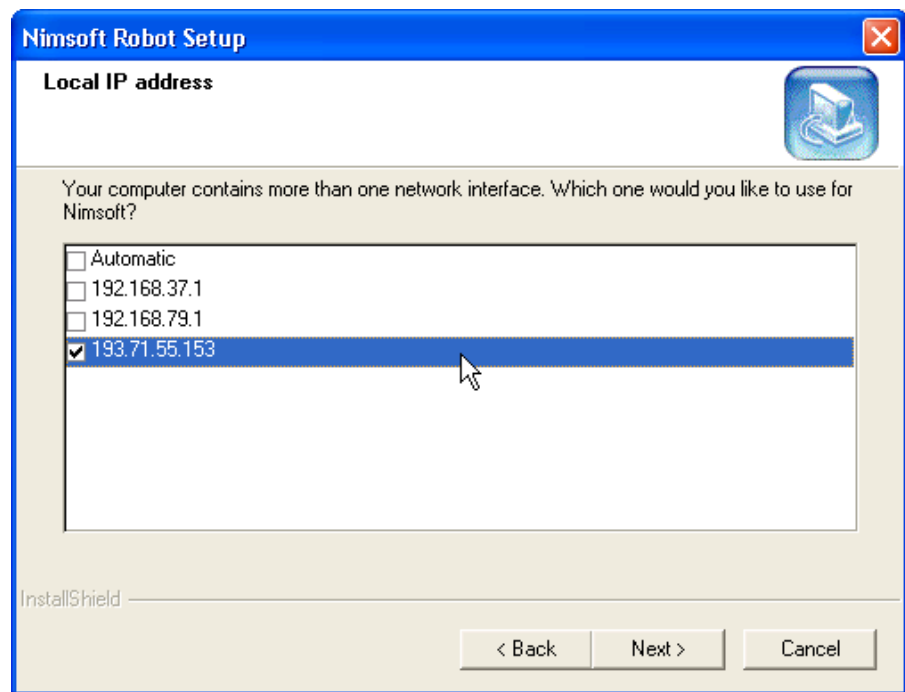 Nimsoft Robot Setup
Local IP address
Your computer contains more than one network interface. Which one would you like to use for
Nimsoft?
Automatic
192.168.37.1
192.168.79.1
193.71.55.153
InstallShield
< Back
Next >
Cancel